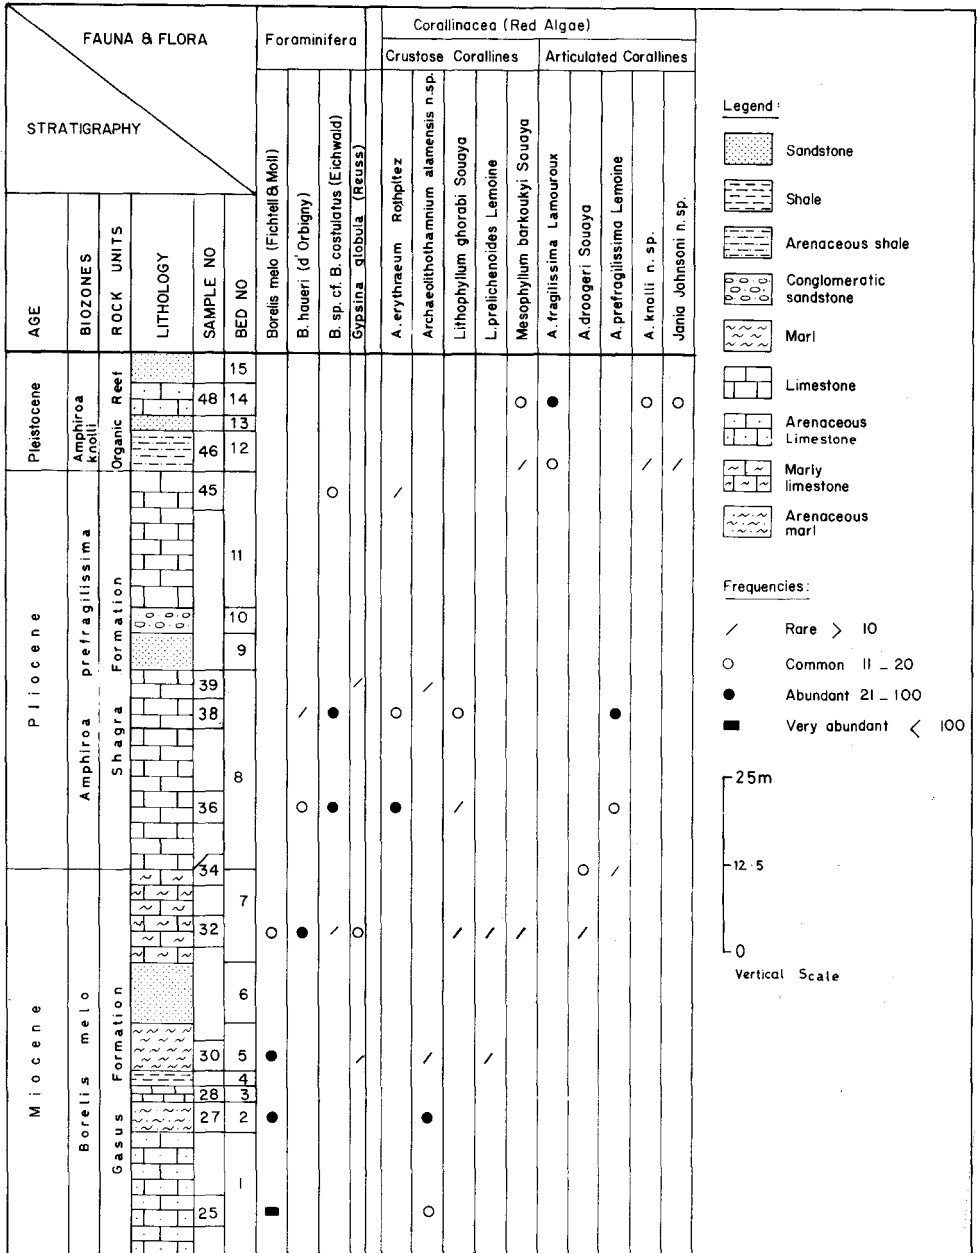 FAUNA & FLORA
STRATIGRAPHY
Foraminifera
Corallinacea (Red Algae)
Crustose Corallines
Articulated Corallines
AGE
BIOZONES
ROCK UNITS
LITHOLOGY
SAMPLE NO
BED NO
Borelis melo (Fichtell & Moll)
B. haueri (d'Orbigny)
B. sp. cf. B. costulatus (Eichwald)
Gypsina globula (Reuss)
A. erythraeum Rothpltez
Archaeolithothamnium alamensis n.sp.
Lithophyllum ghorabi Souaya
L. prelichenoides Lemoine
Mesophyllum barkoukyi Souaya
A. fragilissima Lamouroux
A. droogeri Souaya
A. prefragilissima Lemoine
A. knolli n. sp.
Jania Johnsoni n. sp.
Pleistocene
Amphiroa knolli
Organic Reef
Pliocene
Amphiroa prefragilissima
Shagra Formation
Miocene
Borelis melo
Gasus Formation
15
48 14
13
46 12
45
11
10
9
39
38
8
36
34
7
32
6
30 5
4
28 3
27 2
1
25
Legend:
Sandstone
Shale
Arenaceous shale
Conglomeratic
sandstone
Marl
Limestone
Arenaceous
Limestone
Marly
limestone
Arenaceous
marl
Frequencies:
/ Rare > 10
○ Common 11 _ 20
● Abundant 21 _ 100
■ Very abundant < 100
25m
12.5
0
Vertical Scale